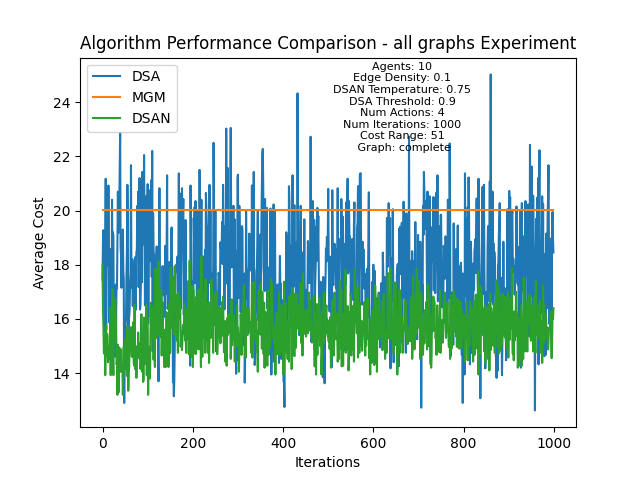 Algorithm Performance Comparison - all graphs Experiment
DSA
MGM
DSAN
Agents: 10
Edge Density: 0.1
DSAN Temperature: 0.75
DSA Threshold: 0.9
Num Actions: 4
Num Iterations: 1000
Cost Range: 51
Graph: complete
Average Cost
24
22
20
18
16
14
0 200 400 600 800 1000
Iterations